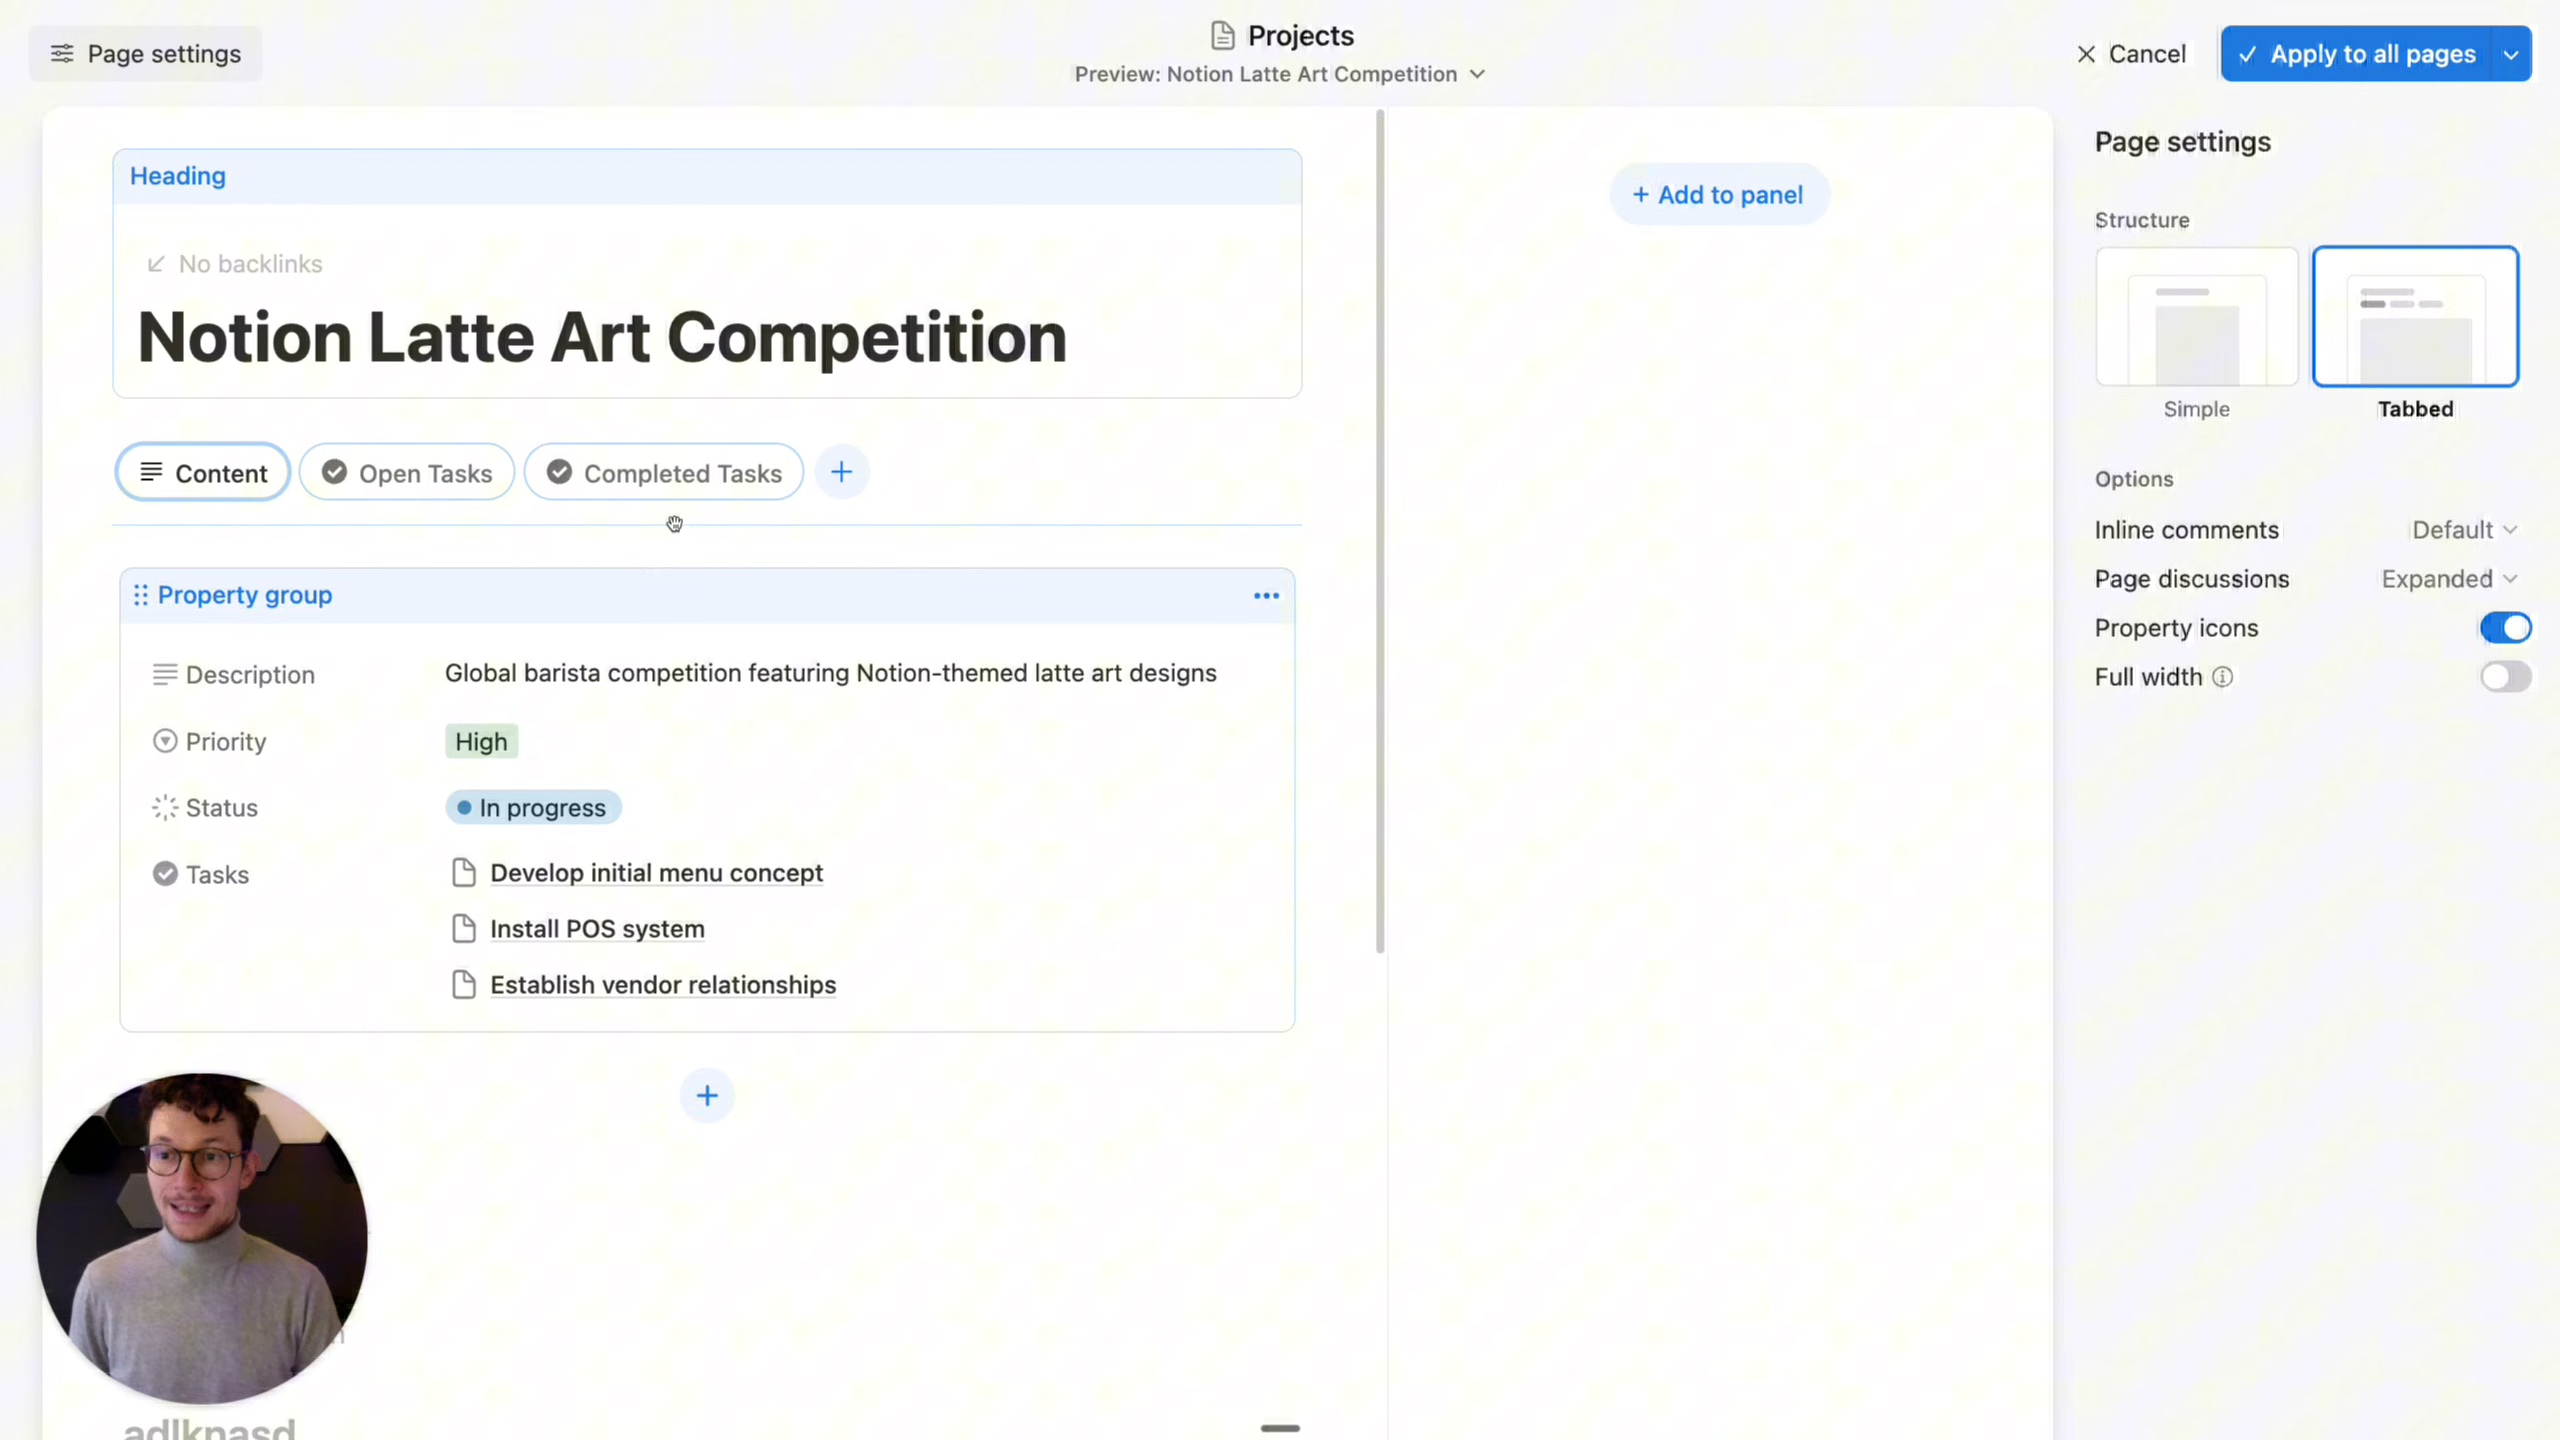 Page settings
Projects
Preview: Notion Latte Art Competition
Cancel
Apply to all pages
Heading
No backlinks
Notion Latte Art Competition
Content
Open Tasks
Completed Tasks
Property group
Description
Global barista competition featuring Notion-themed latte art designs
Priority
High
Status
In progress
Tasks
Develop initial menu concept
Install POS system
Establish vendor relationships
adlknasd
+ Add to panel
Page settings
Structure
Simple
Tabbed
Options
Inline comments
Default
Page discussions
Expanded
Property icons
Full width